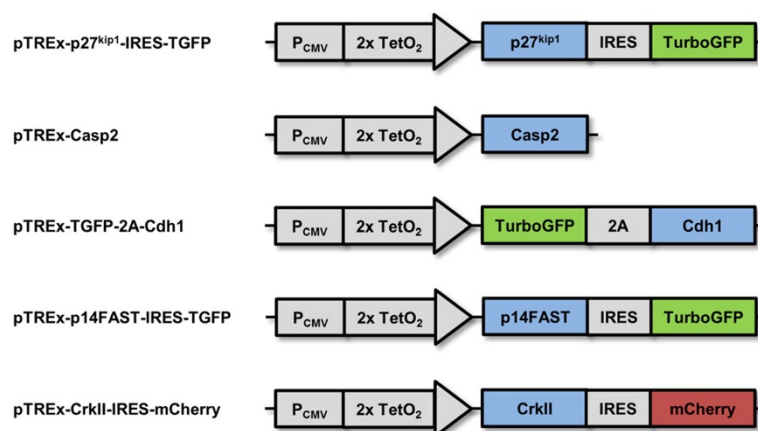 pTREx-p27kip1-IRES-TGFP PCMV 2x TetO2 p27kip1 IRES TurboGFP
pTREx-Casp2 PCMV 2x TetO2 Casp2
pTREx-TGFP-2A-Cdh1 PCMV 2x TetO2 TurboGFP 2A Cdh1
pTREx-p14FAST-IRES-TGFP PCMV 2x TetO2 p14FAST IRES TurboGFP
pTREx-CrkII-IRES-mCherry PCMV 2x TetO2 CrkII IRES mCherry